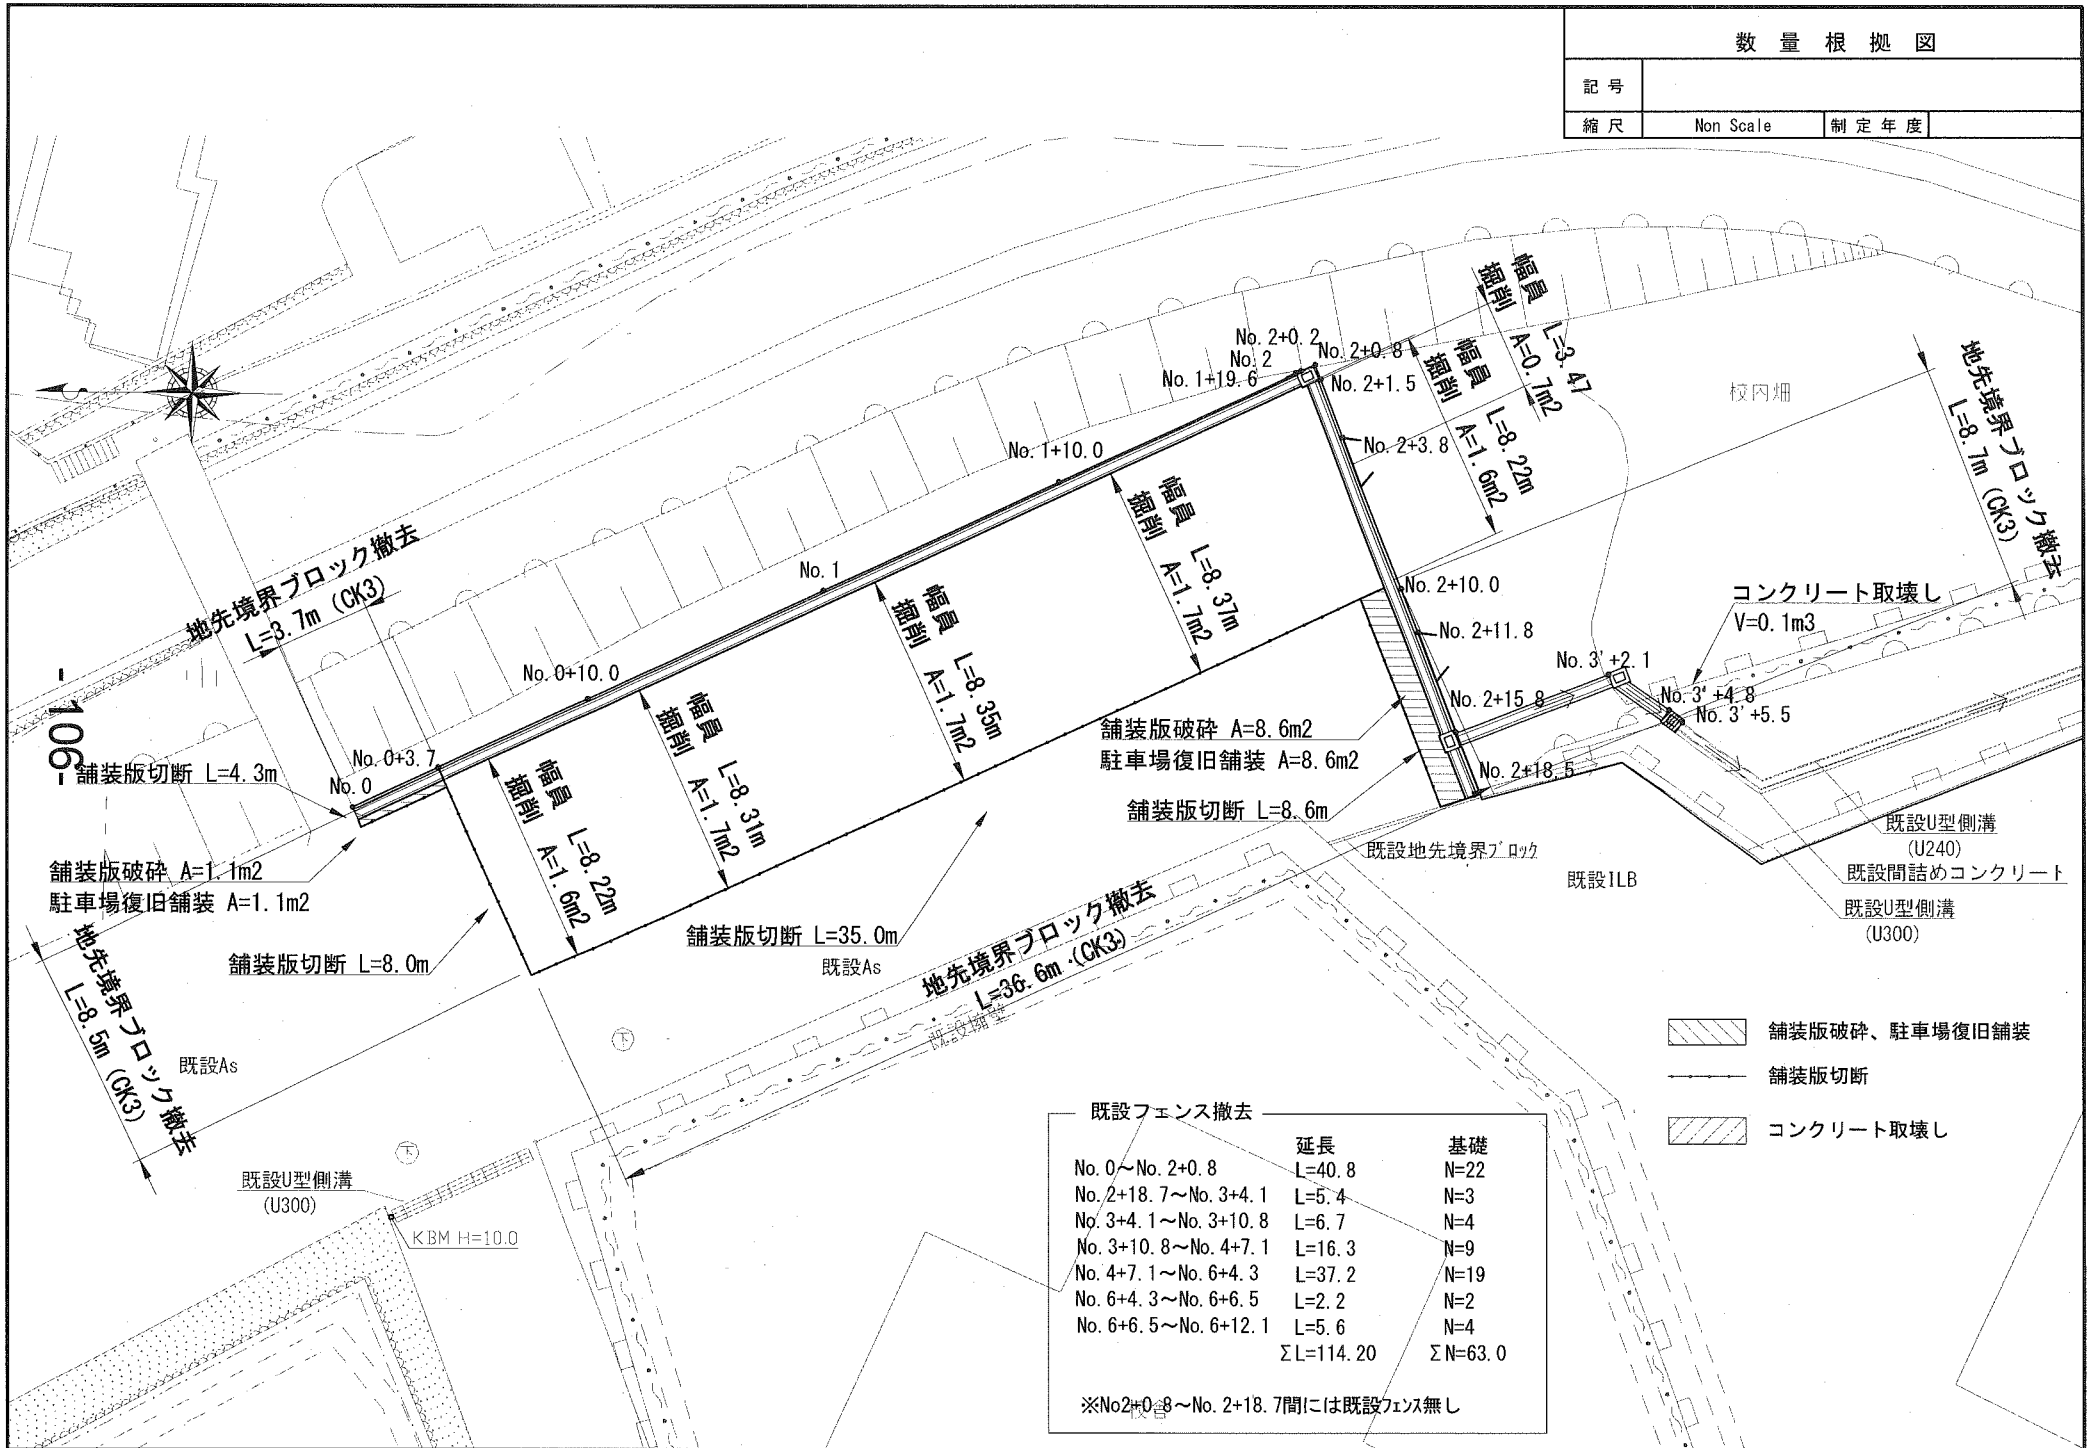 数量根拠図
記号
縮尺 Non Scale 制定年度
幅員 L=3.47
掘削 A=0.7m2
幅員 L=8.22m
掘削 A=1.6m2
校内畑
地先境界ブロック撤去
L=8.7m (CK3)
No.2+0.2
No.2
No.1+19.6
No.2+0.8
No.2+1.5
No.2+3.8
No.1+10.0
幅員 L=8.37m
掘削 A=1.7m2
No.1
幅員 L=8.35m
掘削 A=1.7m2
地先境界ブロック撤去
L=3.7m (CK3)
No.0+10.0
幅員 L=8.31m
掘削 A=1.7m2
No.2+10.0
No.2+11.8
コンクリート取壊し
V=0.1m3
No.3'+2.1
No.3'+4.8
No.3'+5.5
No.2+15.8
No.2+18.5
-106-
舗装版切断 L=4.3m
No.0+3.7
No.0
幅員 L=8.22m
掘削 A=1.6m2
舗装版破砕 A=8.6m2
駐車場復旧舗装 A=8.6m2
舗装版切断 L=8.6m
既設地先境界ブロック
既設ILB
既設U型側溝
(U240)
既設間詰めコンクリート
既設U型側溝
(U300)
舗装版破砕 A=1.1m2
駐車場復旧舗装 A=1.1m2
舗装版切断 L=8.0m
舗装版切断 L=35.0m
既設As
地先境界ブロック撤去
L=36.6m (CK3)
既設擁壁
地先境界ブロック撤去
L=8.5m (CK3)
既設As
下
下
既設U型側溝
(U300)
KBM H=10.0
舗装版破砕、駐車場復旧舗装
舗装版切断
コンクリート取壊し
既設フェンス撤去
延長 基礎
No.0～No.2+0.8 L=40.8 N=22
No.2+18.7～No.3+4.1 L=5.4 N=3
No.3+4.1～No.3+10.8 L=6.7 N=4
No.3+10.8～No.4+7.1 L=16.3 N=9
No.4+7.1～No.6+4.3 L=37.2 N=19
No.6+4.3～No.6+6.5 L=2.2 N=2
No.6+6.5～No.6+12.1 L=5.6 N=4
ΣL=114.20 ΣN=63.0
※No2+0.8～No.2+18.7間には既設フェンス無し
校舎